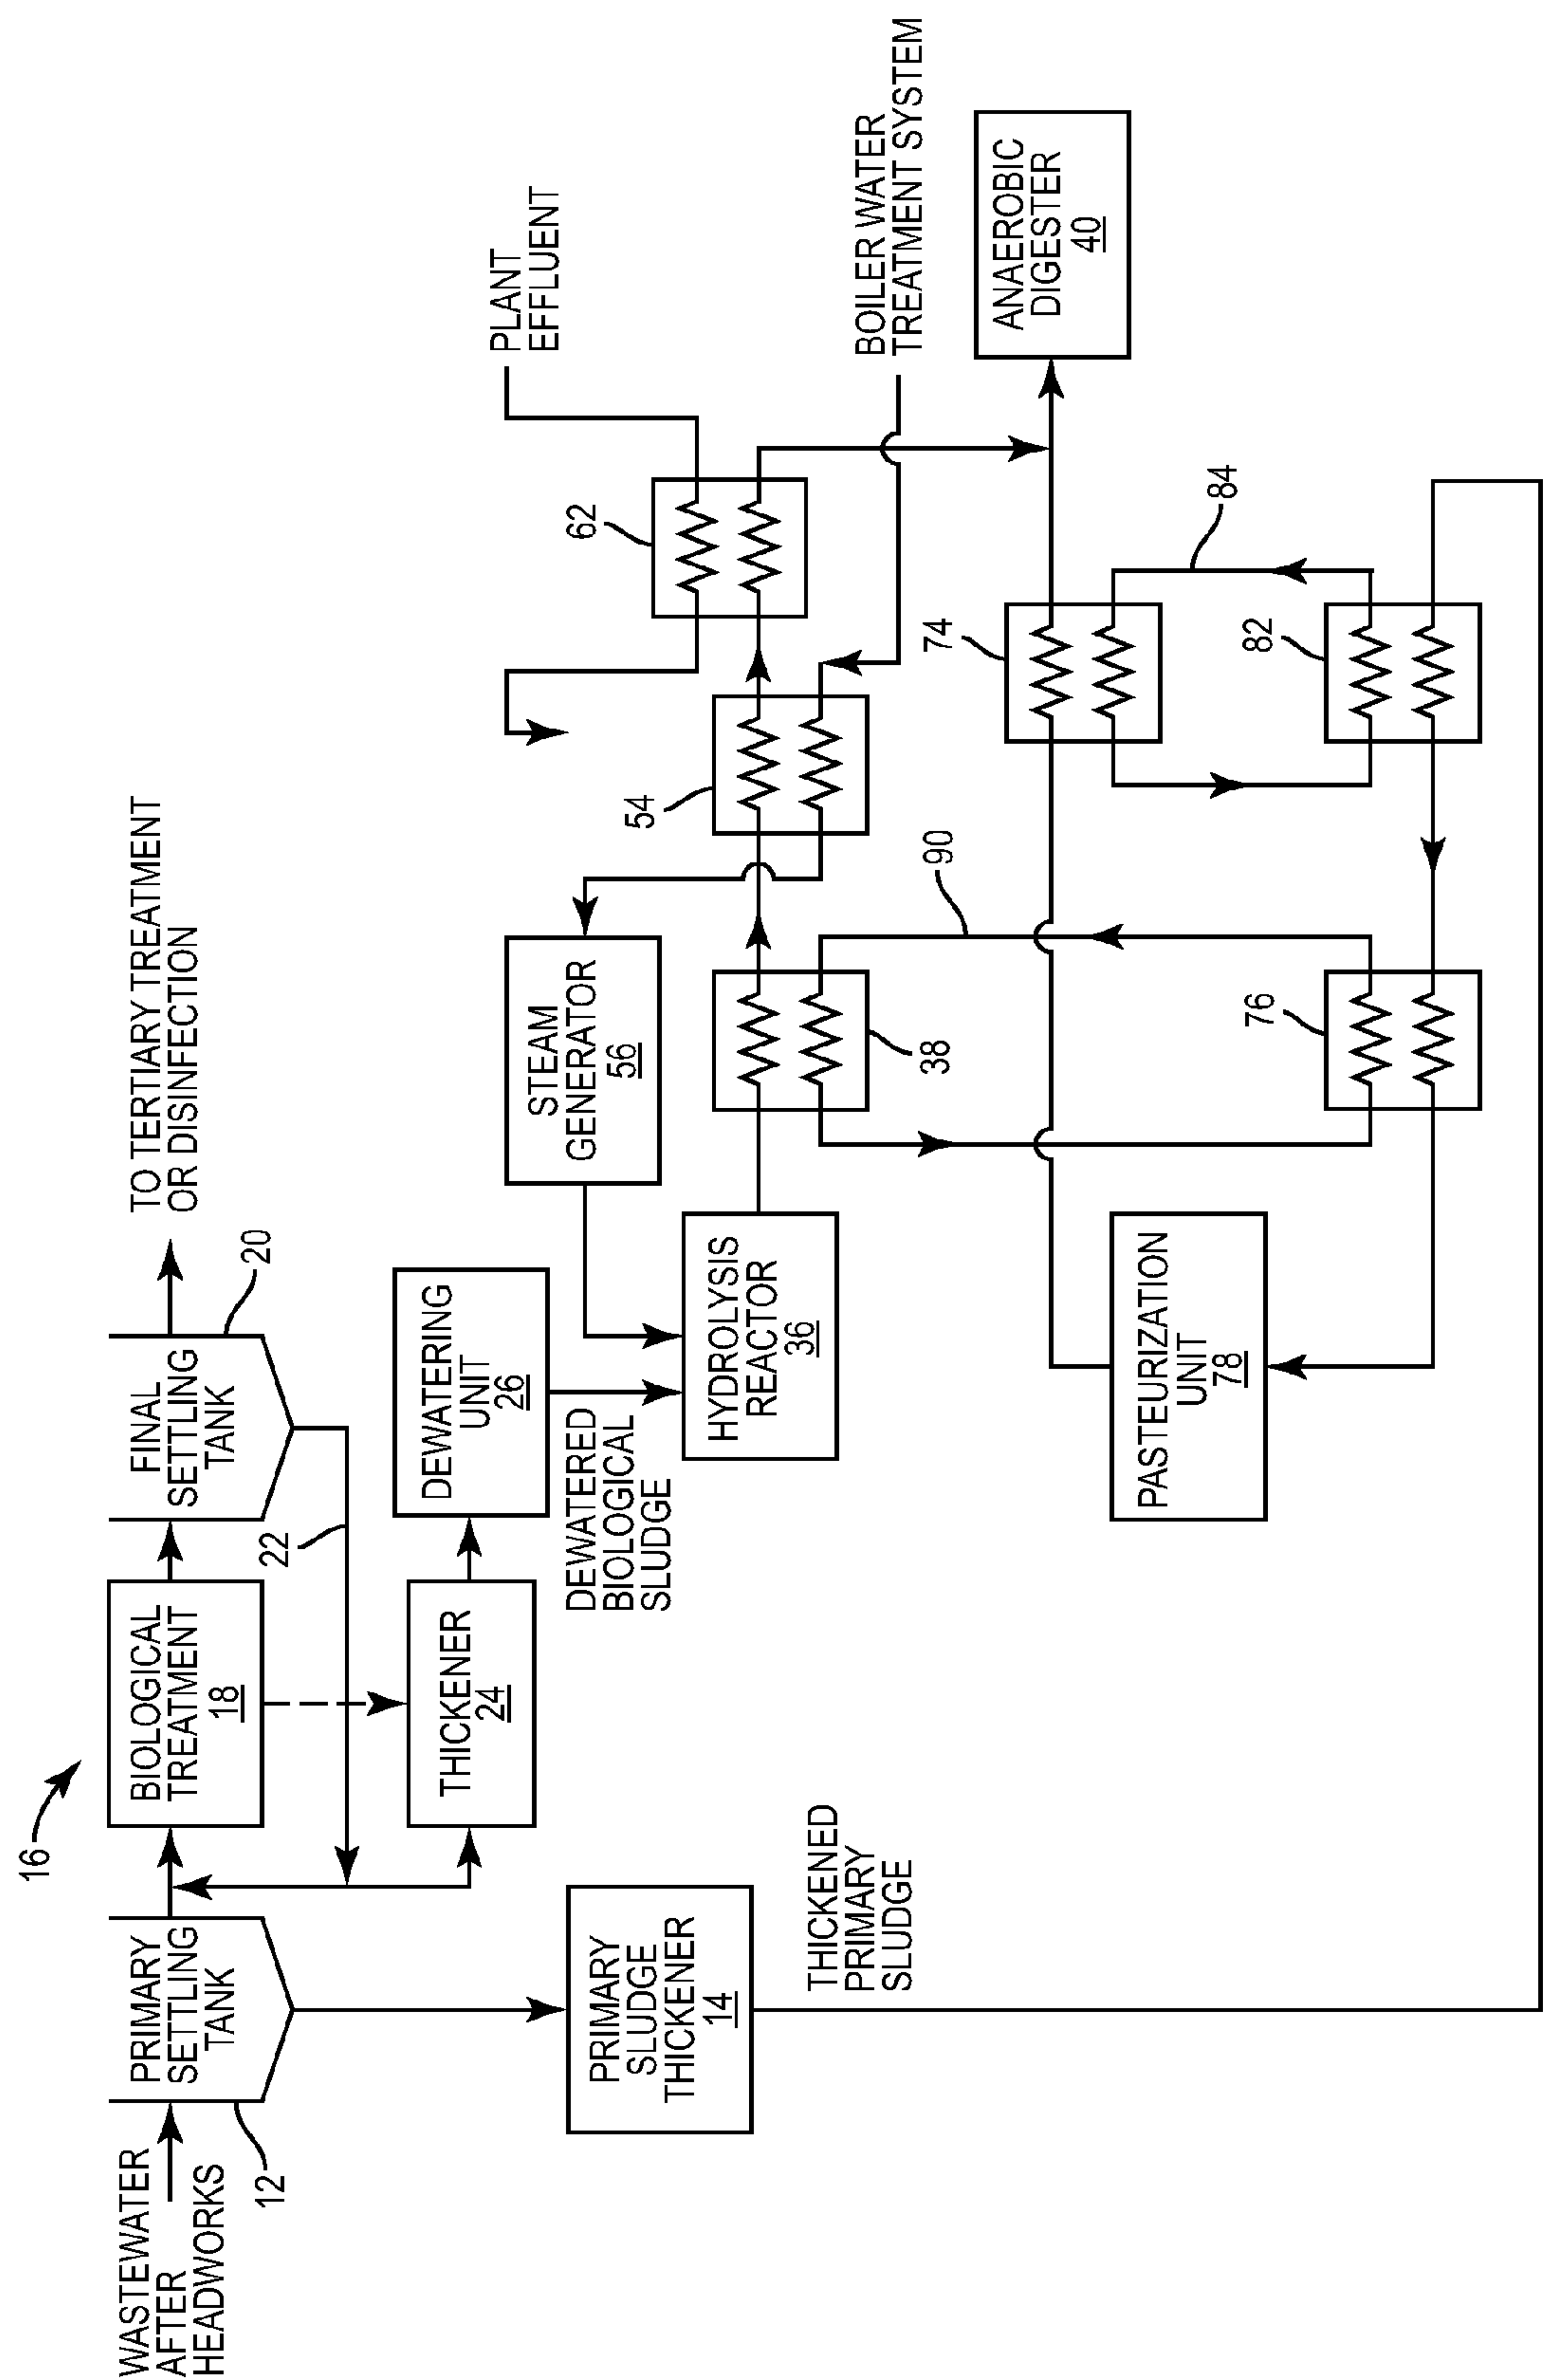 16
WASTEWATER
AFTER
HEADWORKS
12
PRIMARY
SETTLING
TANK
BIOLOGICAL
TREATMENT
18
22
FINAL
SETTLING
TANK
20
TO TERTIARY TREATMENT
OR DISINFECTION
PRIMARY
SLUDGE
THICKENER
14
THICKENED
PRIMARY
SLUDGE
THICKENER
24
DEWATERING
UNIT
26
DEWATERED
BIOLOGICAL
SLUDGE
STEAM
GENERATOR
56
HYDROLYSIS
REACTOR
36
38
54
62
PLANT
EFFLUENT
BOILER WATER
TREATMENT SYSTEM
90
74
ANAEROBIC
DIGESTER
40
PASTEURIZATION
UNIT
78
76
82
84